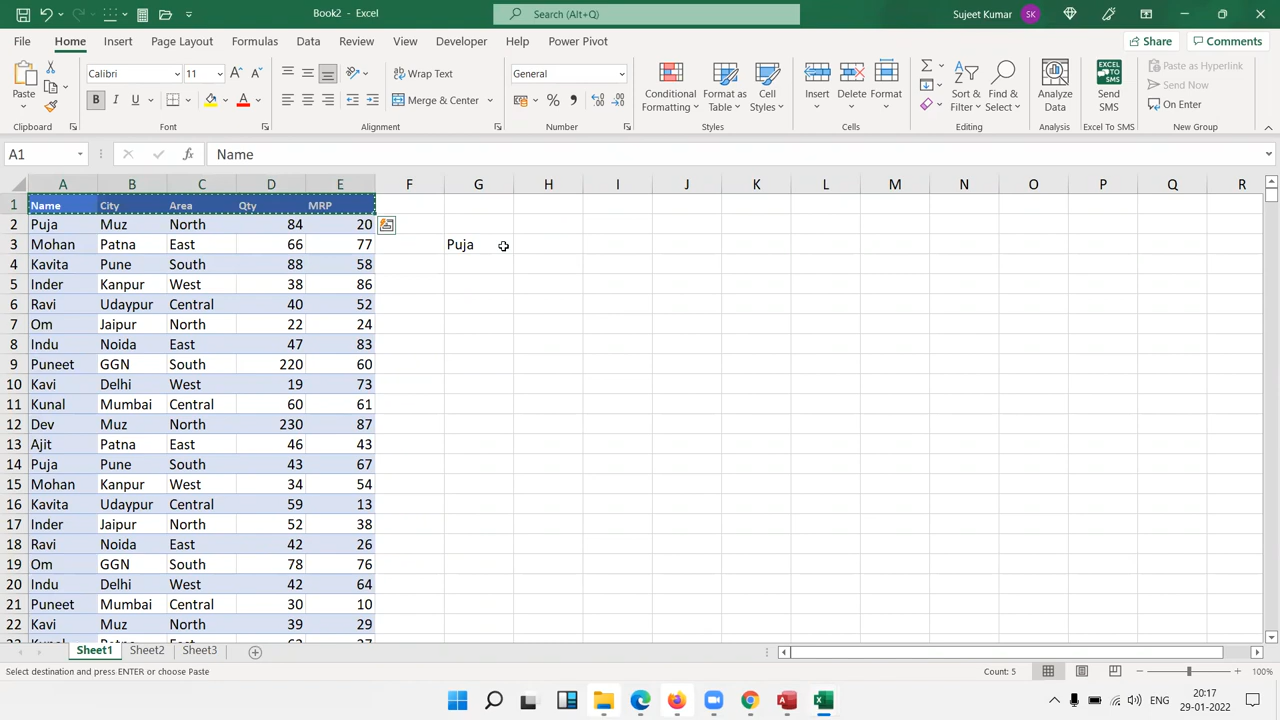 Book2 - Excel
Search (Alt+Q)
Sujeet Kumar
SK
File Home Insert Page Layout Formulas Data Review View Developer Help Power Pivot
Share
Comments
Paste
Calibri 11
Wrap Text
General
Conditional Formatting
Format as Table
Cell Styles
Insert
Delete
Format
Sort & Filter
Find & Select
Analyze Data
Send SMS
EXCEL TO SMS
Paste as Hyperlink
Send Now
On Enter
B I U
Merge & Center
Clipboard Font Alignment Number Styles Cells Editing Analysis Excel To SMS New Group
A1 fx Name
A B C D E F G H I J K L M N O P Q R
1 Name City Area Qty MRP
2 Puja Muz North 84 20
3 Mohan Patna East 66 77 Puja
4 Kavita Pune South 88 58
5 Inder Kanpur West 38 86
6 Ravi Udaypur Central 40 52
7 Om Jaipur North 22 24
8 Indu Noida East 47 83
9 Puneet GGN South 220 60
10 Kavi Delhi West 19 73
11 Kunal Mumbai Central 60 61
12 Dev Muz North 230 87
13 Ajit Patna East 46 43
14 Puja Pune South 43 67
15 Mohan Kanpur West 34 54
16 Kavita Udaypur Central 59 13
17 Inder Jaipur North 52 38
18 Ravi Noida East 42 26
19 Om GGN South 78 76
20 Indu Delhi West 42 64
21 Puneet Mumbai Central 30 10
22 Kavi Muz North 39 29
Sheet1 Sheet2 Sheet3
Select destination and press ENTER or choose Paste
Count: 5
100%
ENG
20:17
29-01-2022